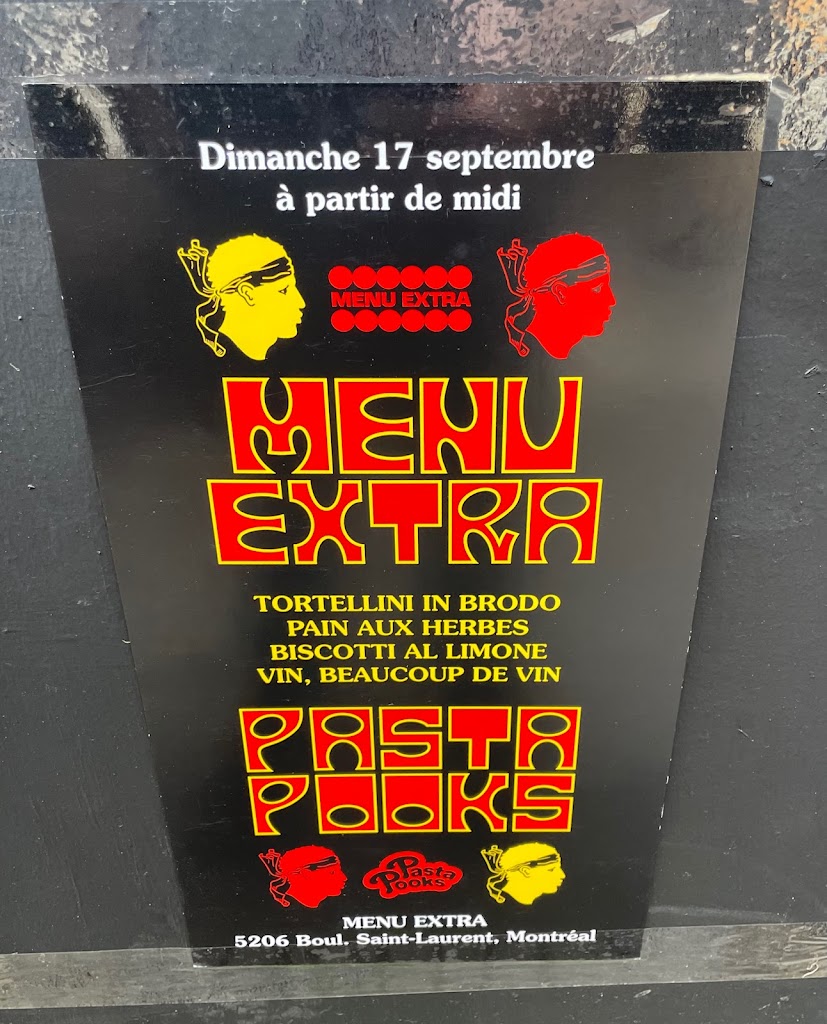 Dimanche 17 septembre
à partir de midi
MENU EXTRA
MENU
EXTRA
TORTELLINI IN BRODO
PAIN AUX HERBES
BISCOTTI AL LIMONE
VIN, BEAUCOUP DE VIN
PASTA
POOKS
Pasta
Pooks
MENU EXTRA
5206 Boul. Saint-Laurent, Montréal